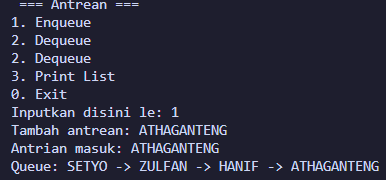 === Antrean ===
1. Enqueue
2. Dequeue
2. Dequeue
3. Print List
0. Exit
Inputkan disini le: 1
Tambah antrean: ATHAGANTENG
Antrian masuk: ATHAGANTENG
Queue: SETYO -> ZULFAN -> HANIF -> ATHAGANTENG